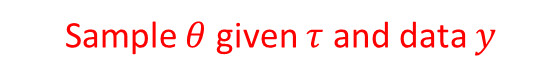 Sample 𝜃 given 𝜏 and data 𝑦